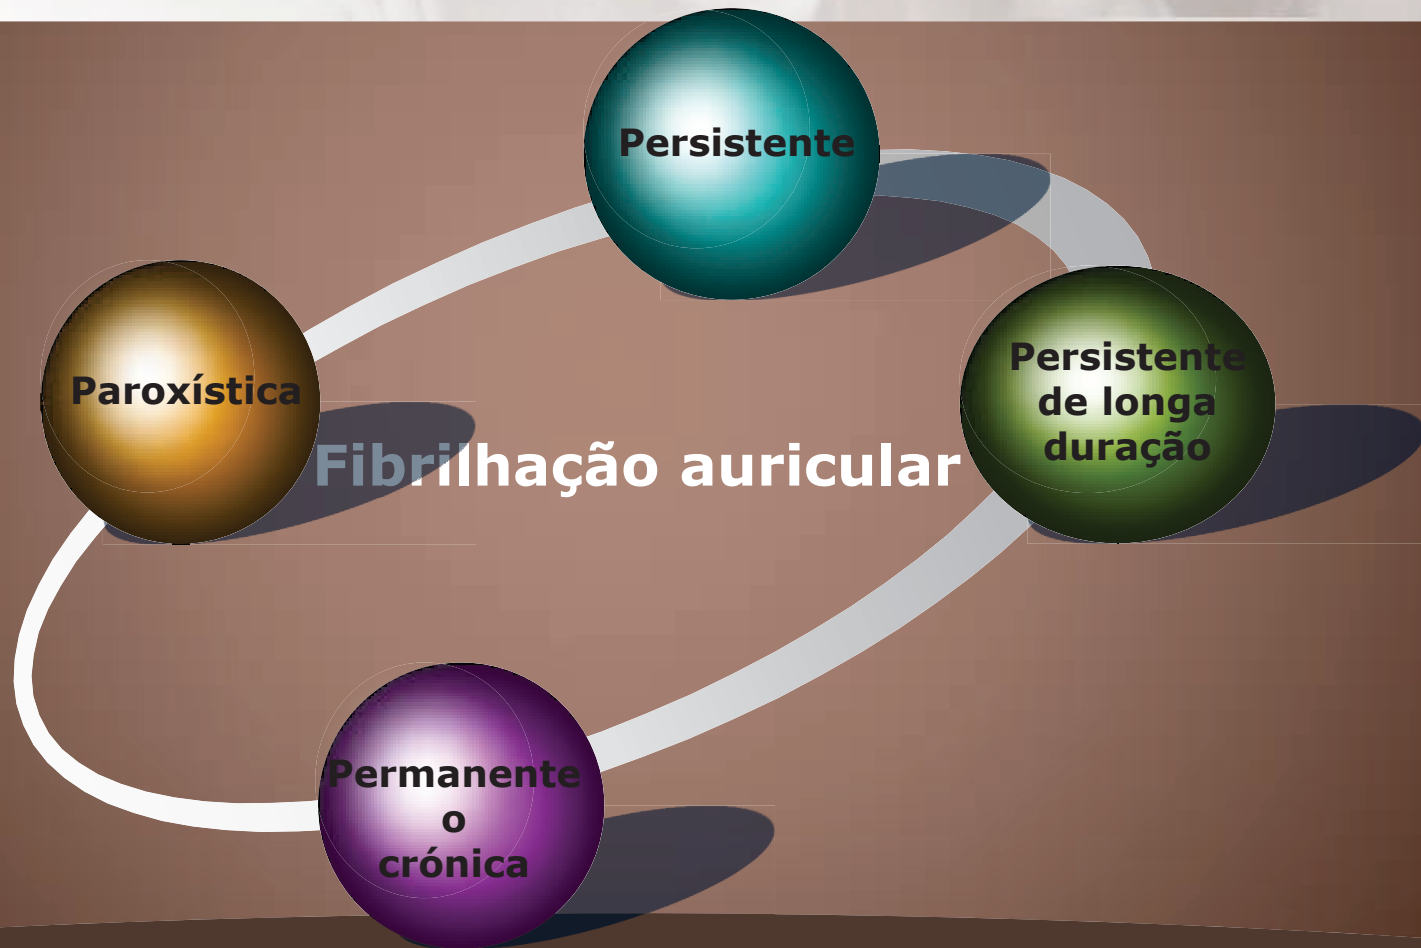 Persistente
Paroxística
Persistente
de longa
duração
Fibrilhação auricular
Permanente
o
crónica